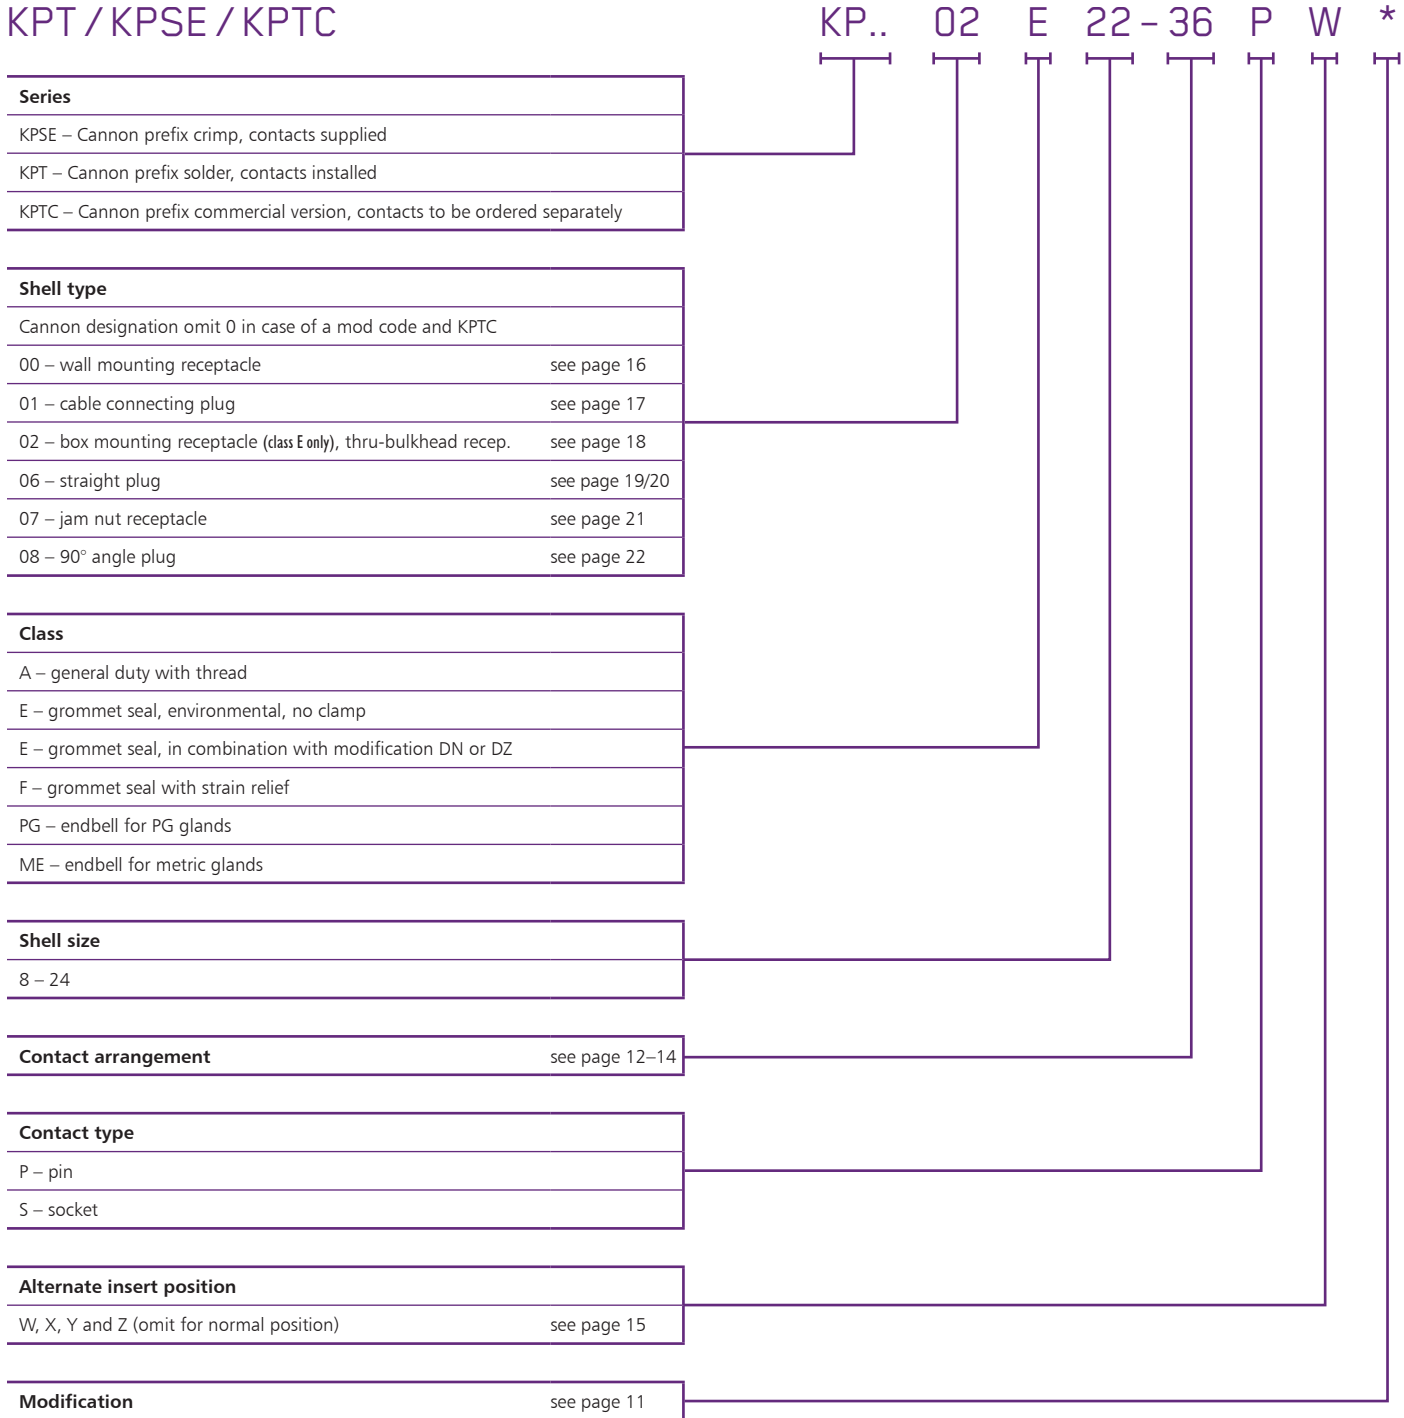 KPT / KPSE / KPTC KP.. 02 E 22 – 36 P W *
Series
KPSE – Cannon prefix crimp, contacts supplied
KPT – Cannon prefix solder, contacts installed
KPTC – Cannon prefix commercial version, contacts to be ordered separately
Shell type
Cannon designation omit 0 in case of a mod code and KPTC
00 – wall mounting receptacle see page 16
01 – cable connecting plug see page 17
02 – box mounting receptacle (class E only), thru-bulkhead recep. see page 18
06 – straight plug see page 19/20
07 – jam nut receptacle see page 21
08 – 90° angle plug see page 22
Class
A – general duty with thread
E – grommet seal, environmental, no clamp
E – grommet seal, in combination with modification DN or DZ
F – grommet seal with strain relief
PG – endbell for PG glands
ME – endbell for metric glands
Shell size
8 – 24
Contact arrangement see page 12–14
Contact type
P – pin
S – socket
Alternate insert position
W, X, Y and Z (omit for normal position) see page 15
Modification see page 11